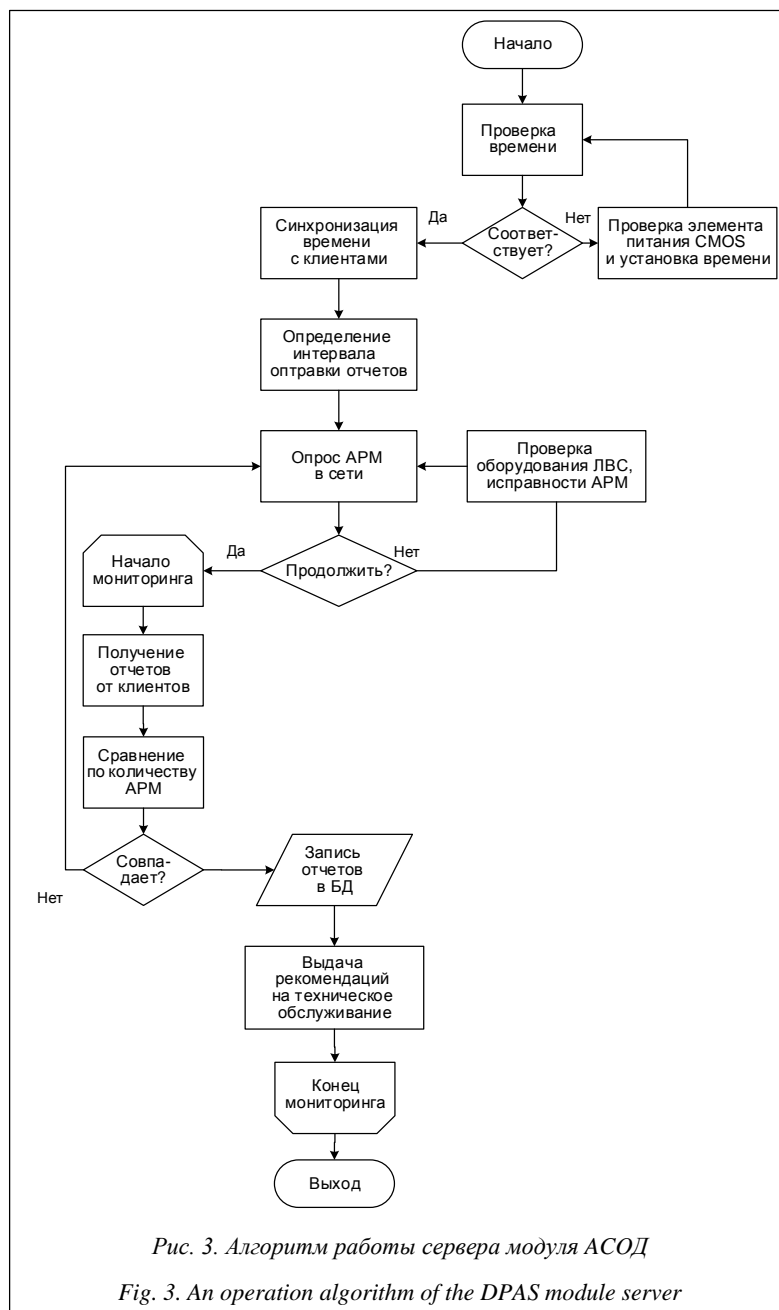 Начало
Проверка
времени
Да
Нет
Соответ-
ствует?
Синхронизация
времени
с клиентами
Проверка элемента
питания CMOS
и установка времени
Определение
интервала
оптравки отчетов
Опрос АРМ
в сети
Проверка
оборудования ЛВС,
исправности АРМ
Да
Нет
Продолжить?
Начало
мониторинга
Получение
отчетов
от клиентов
Сравнение
по количеству
АРМ
Совпа-
дает?
Нет
Запись
отчетов
в БД
Выдача
рекомендаций
на техническое
обслуживание
Конец
мониторинга
Выход
Рис. 3. Алгоритм работы сервера модуля АСОД
Fig. 3. An operation algorithm of the DPAS module server